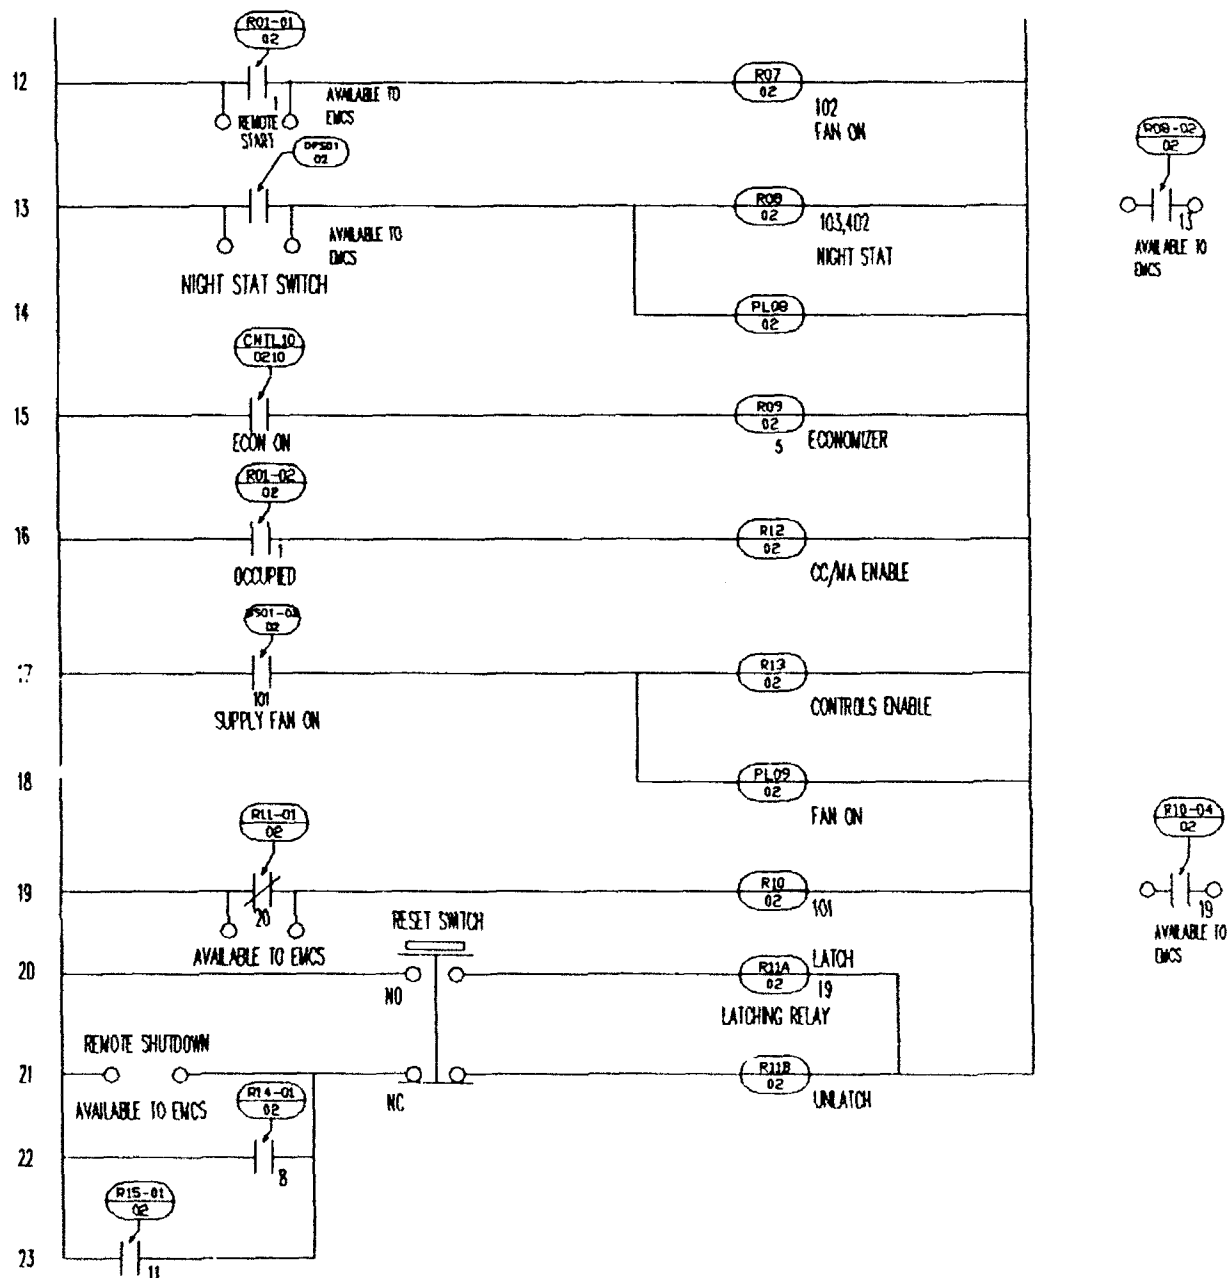 R01-01
02
12
1
AVAILABLE TO
EMCS
REMOTE
START
R07
02
102
FAN ON
DPS01
02
R08-02
02
13
AVAILABLE TO
EMCS
13
AVAILABLE TO
EMCS
NIGHT STAT SWITCH
R08
02
103,402
NIGHT STAT
14
PL08
02
CNTL10
0210
15
ECON ON
R09
02
5
ECONOMIZER
R01-02
02
16
1
OCCUPIED
R12
02
CC/MA ENABLE
02
17
101
SUPPLY FAN ON
R13
02
CONTROLS ENABLE
18
PL09
02
FAN ON
R11-01
02
R10-04
02
19
20
AVAILABLE TO EMCS
R10
02
101
19
AVAILABLE TO
EMCS
RESET SWITCH
20
NO
R11A
02
LATCH
19
LATCHING RELAY
REMOTE SHUTDOWN
21
AVAILABLE TO EMCS
NC
R11B
02
UNLATCH
R14-01
02
22
8
R15-01
02
23
11